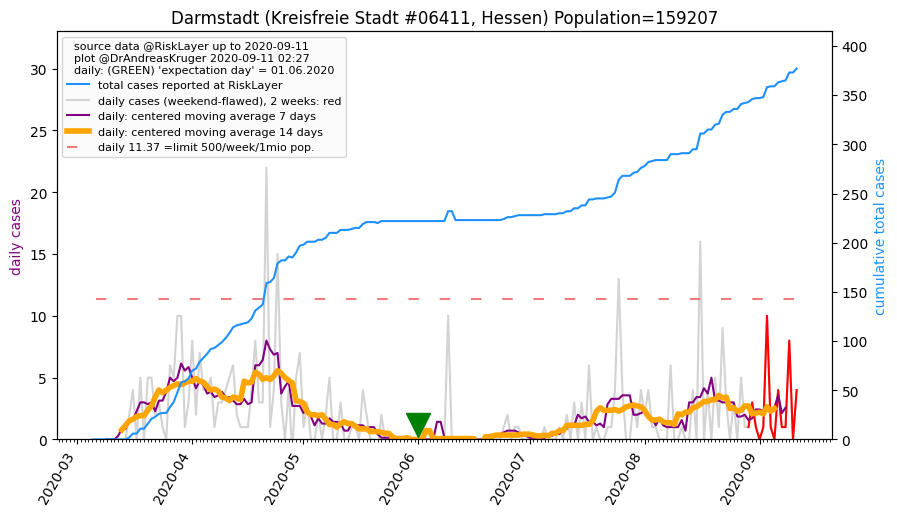 Darmstadt (Kreisfreie Stadt #06411, Hessen) Population=159207
source data @RiskLayer up to 2020-09-11
plot @DrAndreasKruger 2020-09-11 02:27
daily: (GREEN) 'expectation day' = 01.06.2020
total cases reported at RiskLayer
daily cases (weekend-flawed), 2 weeks: red
daily: centered moving average 7 days
daily: centered moving average 14 days
daily 11.37 =limit 500/week/1mio pop.
daily cases
30
25
20
15
10
5
0
400
350
300
250
200
150
100
50
0
cumulative total cases
2020-03
2020-04
2020-05
2020-06
2020-07
2020-08
2020-09